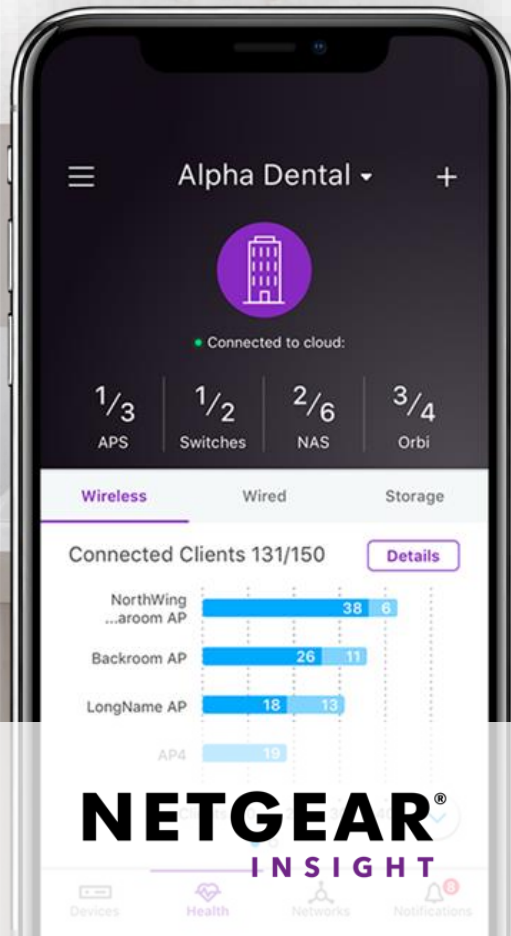 Alpha Dental
+
Connected to cloud:
1/3 1/2 2/6 3/4
APS Switches NAS Orbi
Wireless Wired Storage
Connected Clients 131/150 Details
NorthWing
...aroom AP 38 6
Backroom AP 26 11
LongName AP 18 13
AP4 19
NETGEAR®
INSIGHT
8
Devices Health Networks Notifications